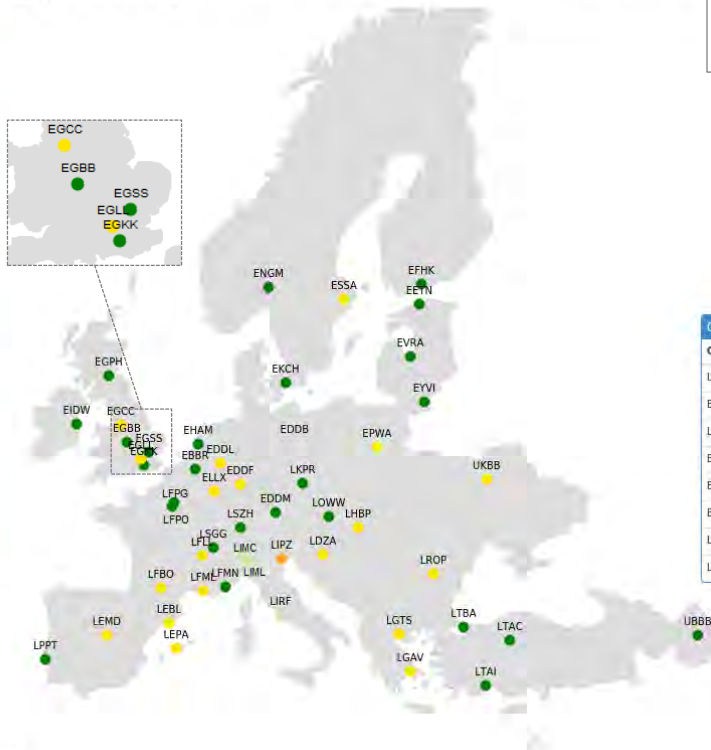 EGCC
EGBB
EGSS
EGLL
EGKK
ENGM
ESSA
EFHK
EETN
EVRA
EYVI
EKCH
EGPH
EIDW
EGCC
EGBB
EGSS
EGLL
EGKK
EHAM
EDDB
EPWA
EBBR
EDDL
UKBB
ELLX
EDDF
LKPR
LFPG
LFPO
EDDM
LOWW
LHBP
LSZH
LSGG
LFLL
LIMC
LIPZ
LDZA
LFBO
LFML
LFMN
LIML
LROP
LIRF
LEMD
LEBL
LEPA
LPPT
LGTS
LGAV
LTBA
LTAC
LTAI
UBBB